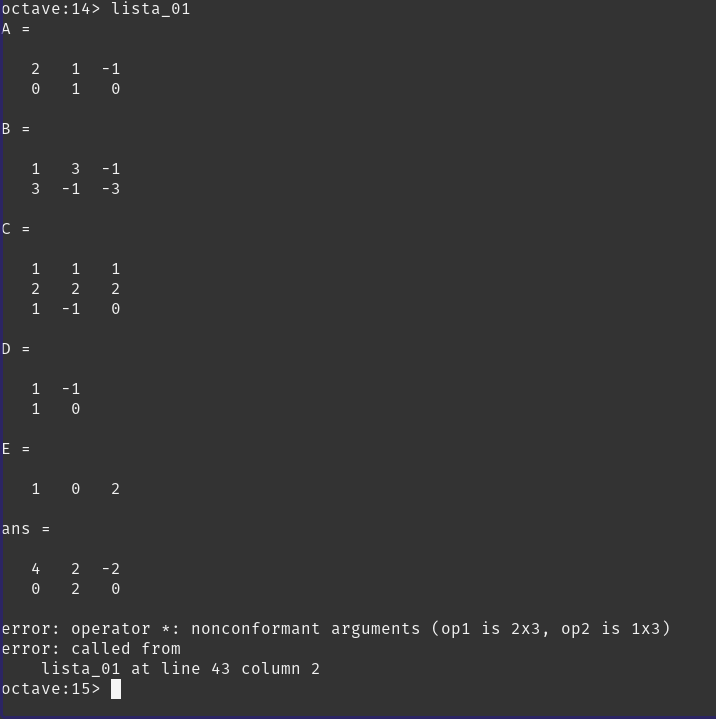 octave:14> lista_01
A =
2 1 -1
0 1 0
B =
1 3 -1
3 -1 -3
C =
1 1 1
2 2 2
1 -1 0
D =
1 -1
1 0
E =
1 0 2
ans =
4 2 -2
0 2 0
error: operator *: nonconformant arguments (op1 is 2x3, op2 is 1x3)
error: called from
lista_01 at line 43 column 2
octave:15>